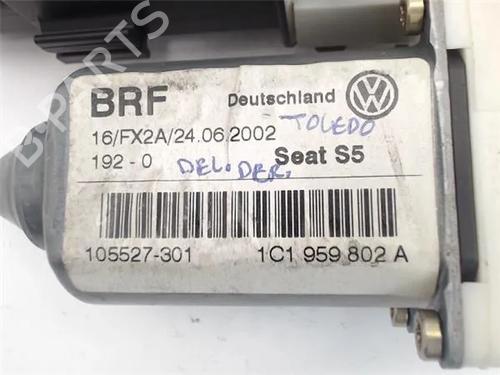 BRF Deutschland
16/FX2A/24.06.2002 TOLEDO
192 - 0 DEL. DER. Seat S5
105527-301 1C1 959 802 A
B-PARTS